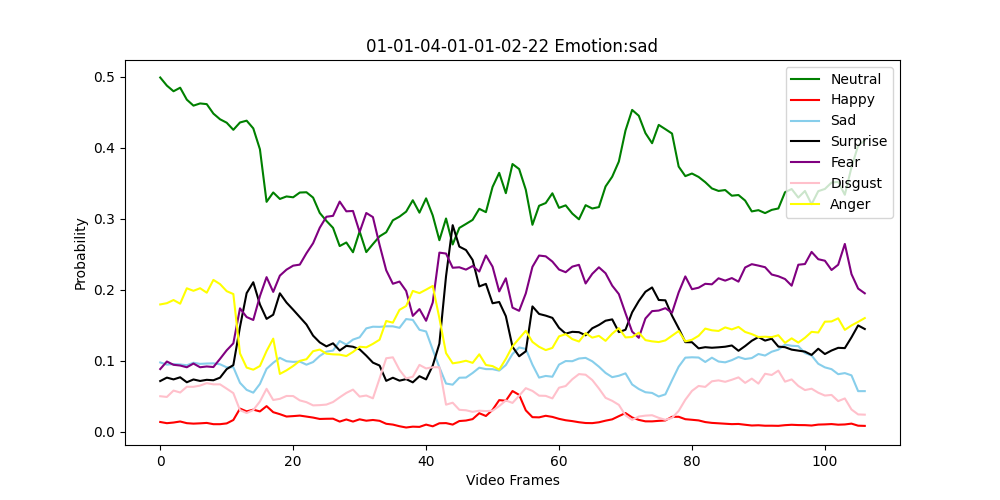 01-01-04-01-01-02-22 Emotion:sad
Probability
0.5
0.4
0.3
0.2
0.1
0.0
0
20
40
60
80
100
Video Frames
Neutral
Happy
Sad
Surprise
Fear
Disgust
Anger